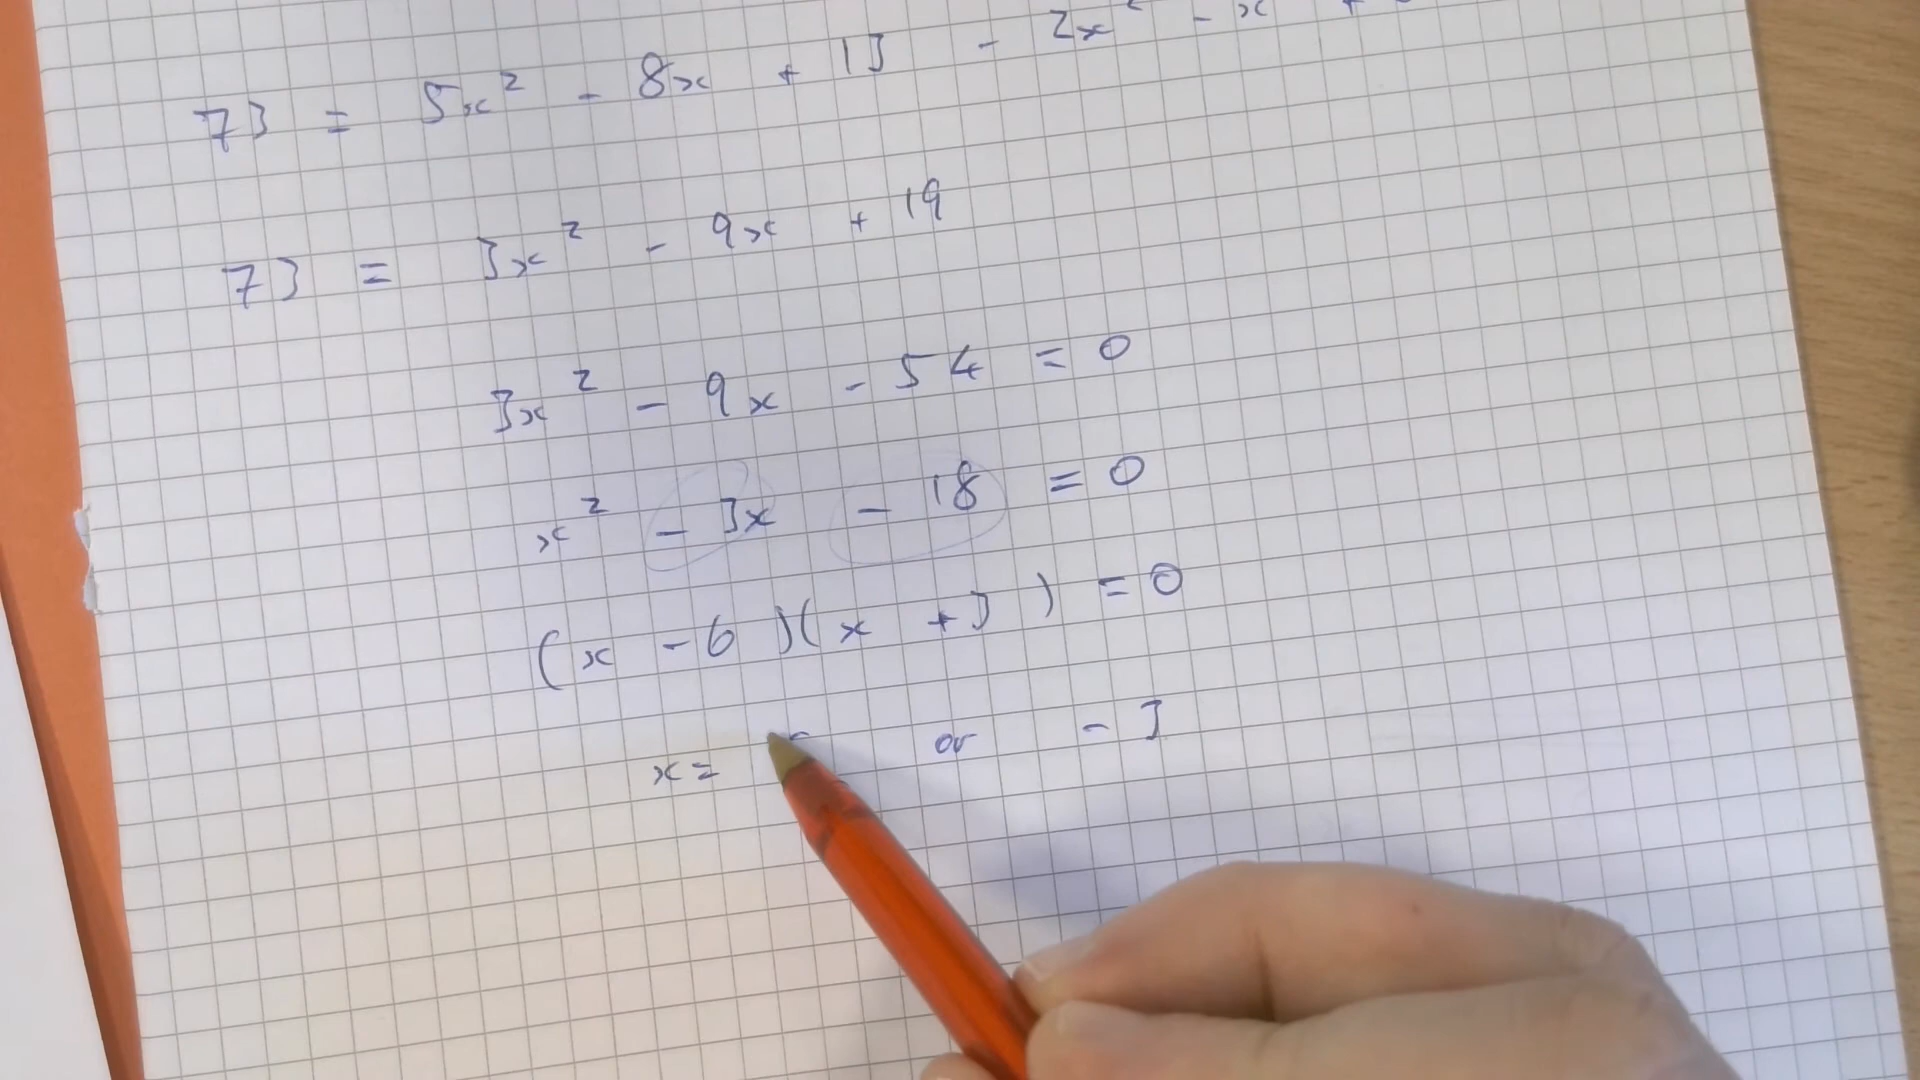 73 = 5x² - 8x + 13 - 2x² - x +
73 = 3x² - 9x + 19
3x² - 9x - 54 = 0
x² - 3x - 18 = 0
(x - 6)(x + 3) = 0
x = or - 3